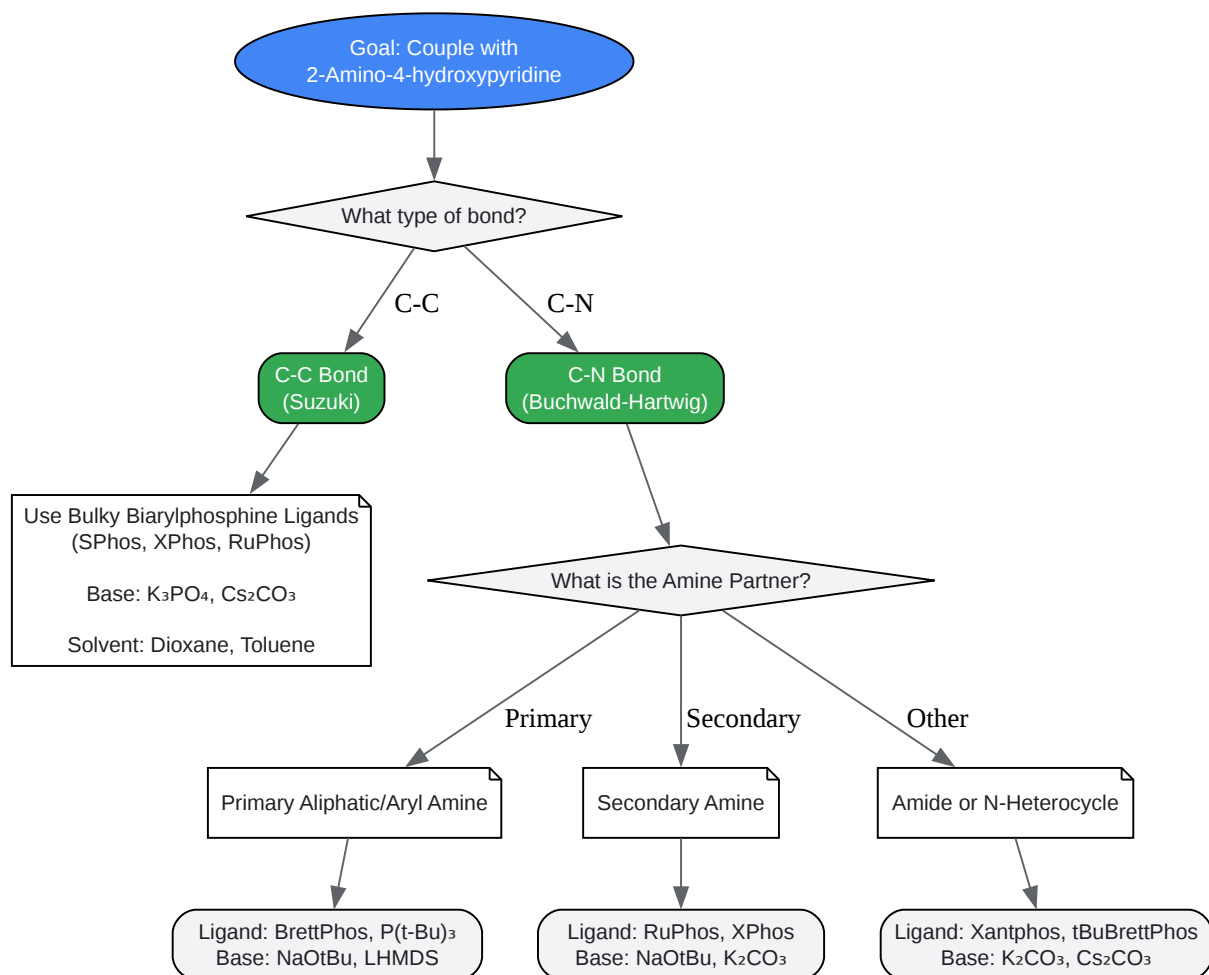 Goal: Couple with
2-Amino-4-hydroxypyridine
What type of bond?
C-C
C-N
C-C Bond
(Suzuki)
C-N Bond
(Buchwald-Hartwig)
Use Bulky Biarylphosphine Ligands
(SPhos, XPhos, RuPhos)
Base: K₃PO₄, Cs₂CO₃
Solvent: Dioxane, Toluene
What is the Amine Partner?
Primary
Secondary
Other
Primary Aliphatic/Aryl Amine
Secondary Amine
Amide or N-Heterocycle
Ligand: BrettPhos, P(t-Bu)₃
Base: NaOtBu, LHMDS
Ligand: RuPhos, XPhos
Base: NaOtBu, K₂CO₃
Ligand: Xantphos, tBuBrettPhos
Base: K₂CO₃, Cs₂CO₃